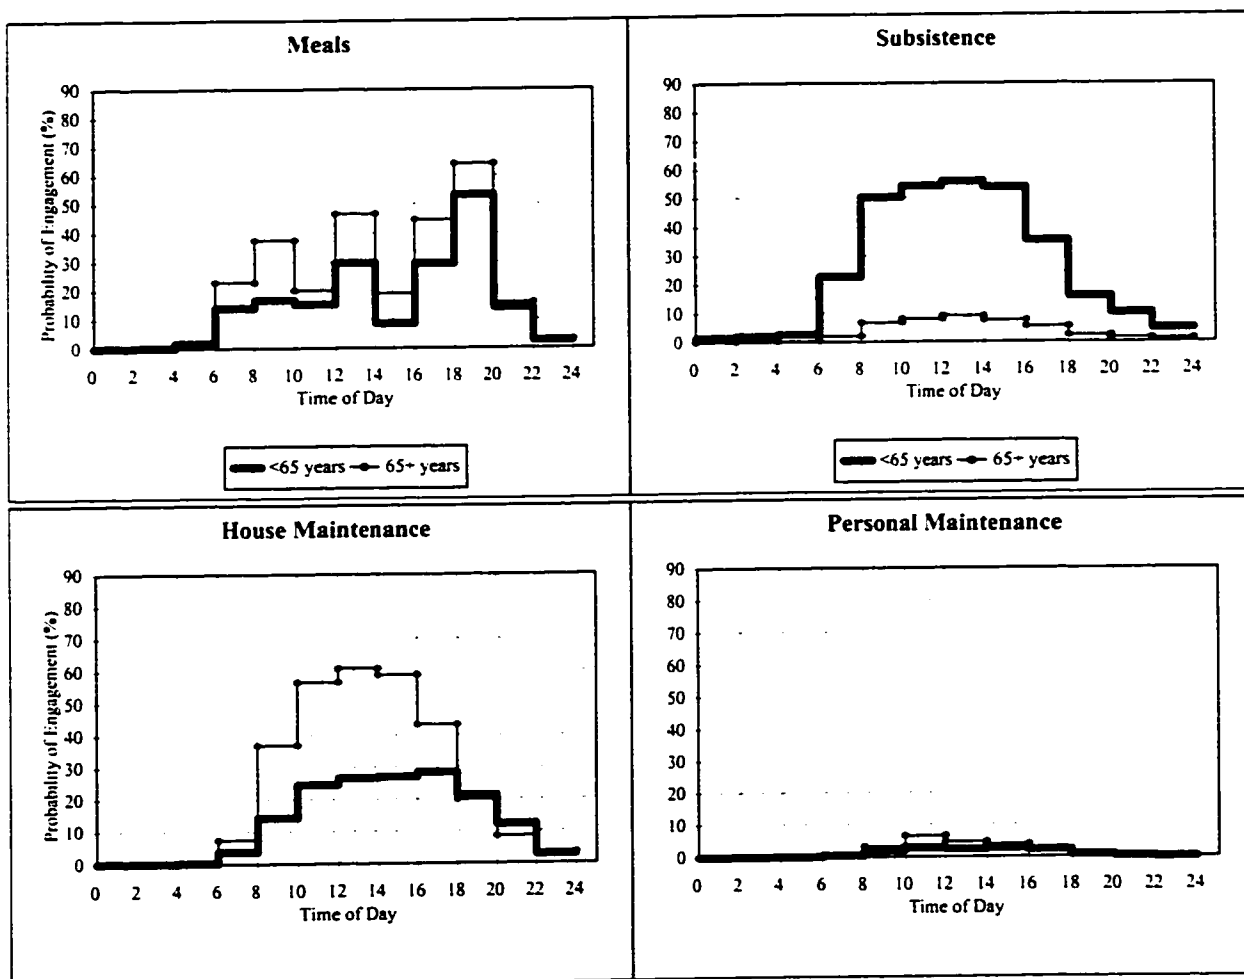 Meals
Probability of Engagement (%)
90
80
70
60
50
40
30
20
10
0
0 2 4 6 8 10 12 14 16 18 20 22 24
Time of Day
<65 years 65+ years
Subsistence
90
80
70
60
50
40
30
20
10
0
0 2 4 6 8 10 12 14 16 18 20 22 24
Time of Day
<65 years 65+ years
House Maintenance
Probability of Engagement (%)
90
80
70
60
50
40
30
20
10
0
0 2 4 6 8 10 12 14 16 18 20 22 24
Time of Day
Personal Maintenance
90
80
70
60
50
40
30
20
10
0
0 2 4 6 8 10 12 14 16 18 20 22 24
Time of Day